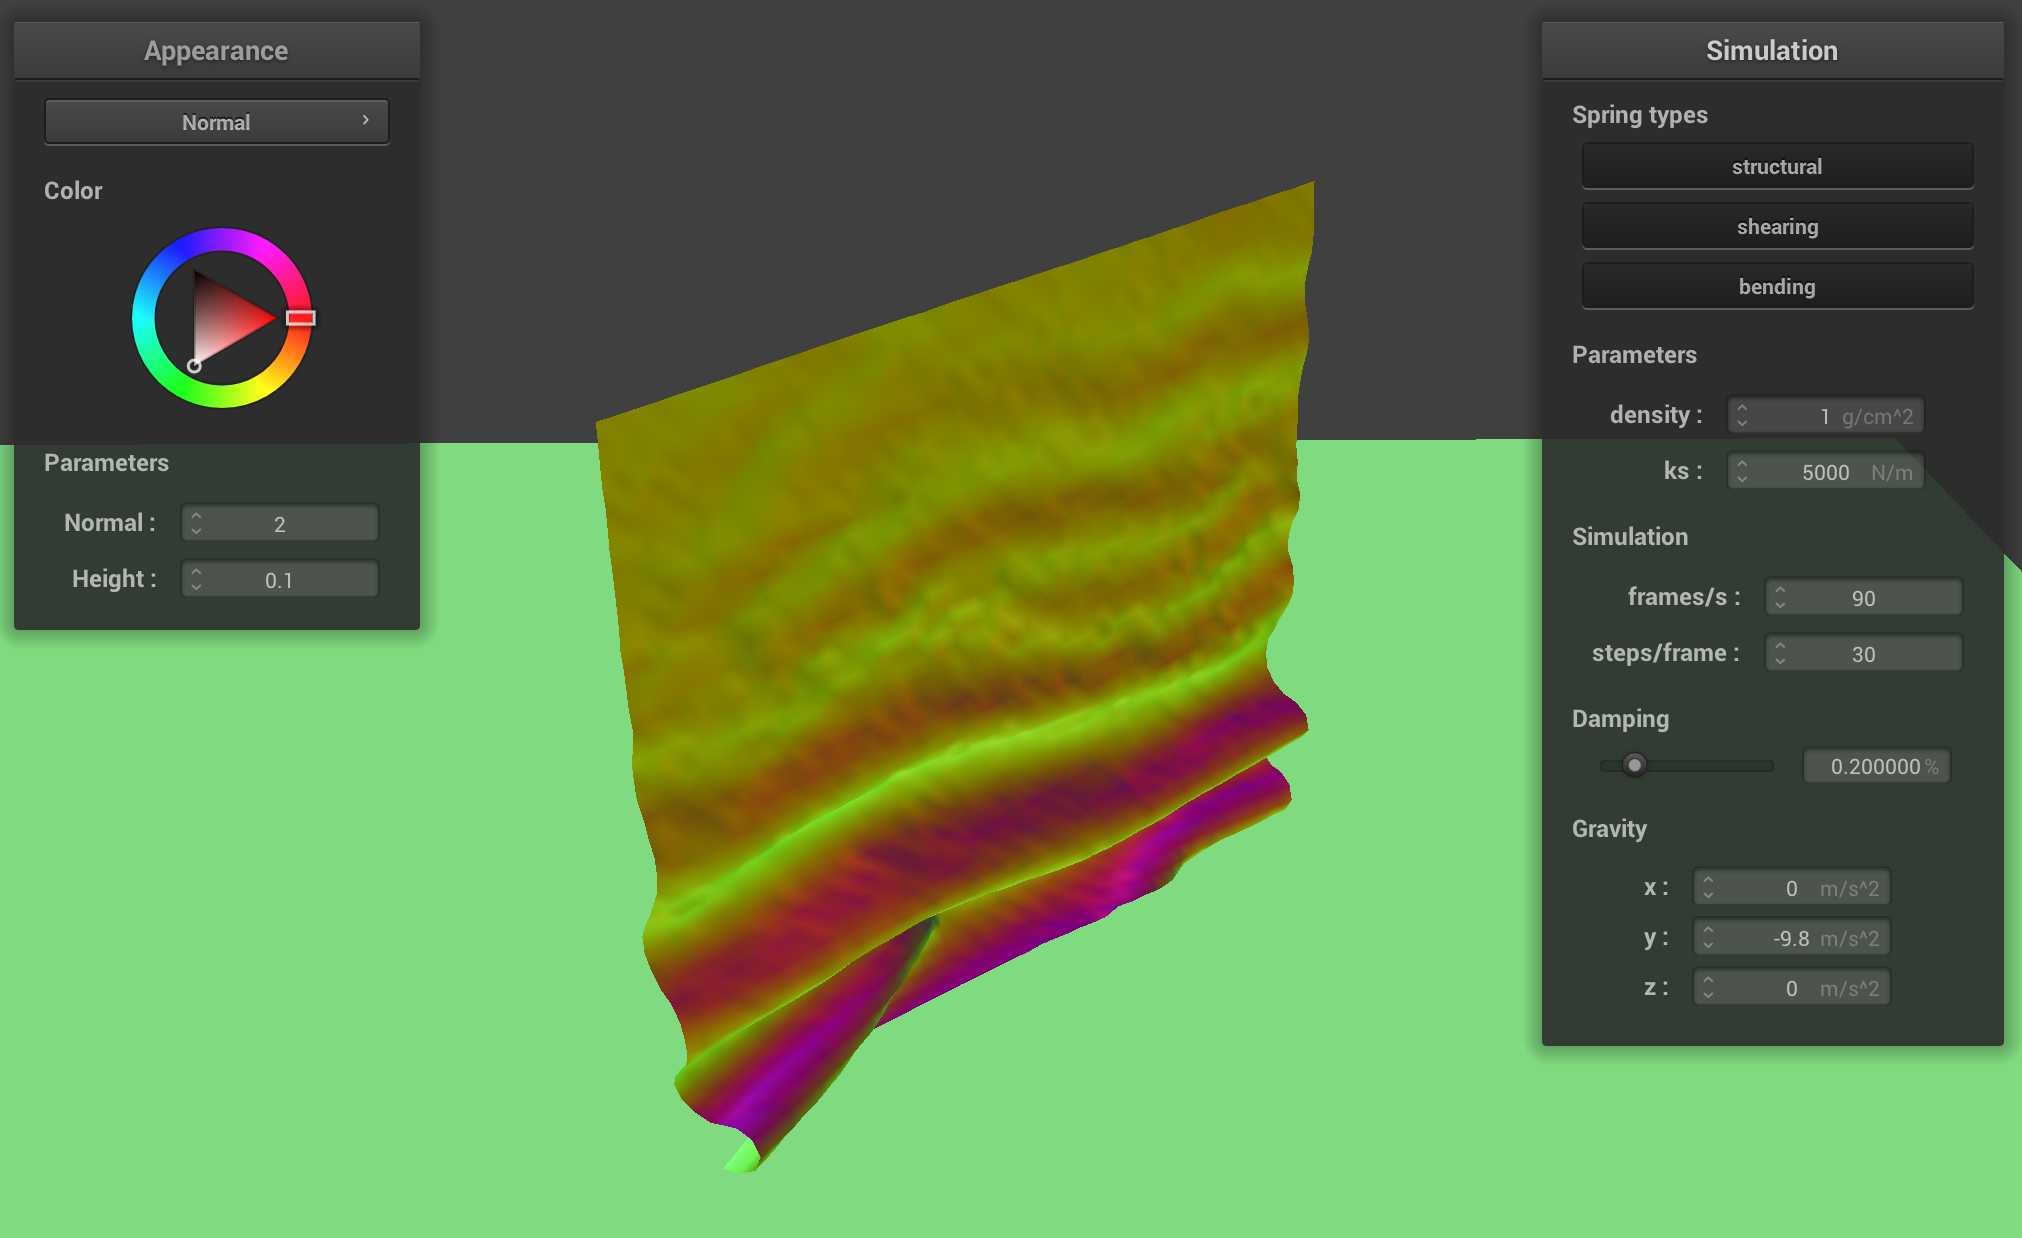 Appearance
Normal
Color
Parameters
Normal : 2
Height : 0.1
Simulation
Spring types
structural
shearing
bending
Parameters
density : 1 g/cm^2
ks : 5000 N/m
Simulation
frames/s : 90
steps/frame : 30
Damping
0.200000 %
Gravity
x : 0 m/s^2
y : -9.8 m/s^2
z : 0 m/s^2